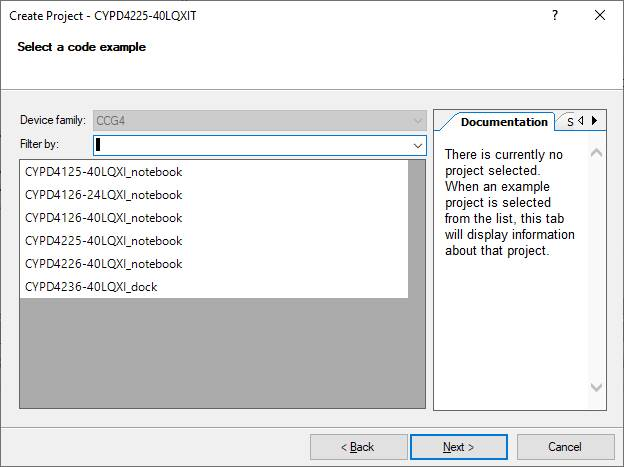 Create Project - CYPD4225-40LQXIT
?
Select a code example
Device family: CCG4
Filter by:
CYPD4125-40LQXI_notebook
CYPD4126-24LQXI_notebook
CYPD4126-40LQXI_notebook
CYPD4225-40LQXI_notebook
CYPD4226-40LQXI_notebook
CYPD4236-40LQXI_dock
Documentation S
There is currently no
project selected.
When an example
project is selected
from the list, this tab
will display information
about that project.
< Back Next > Cancel